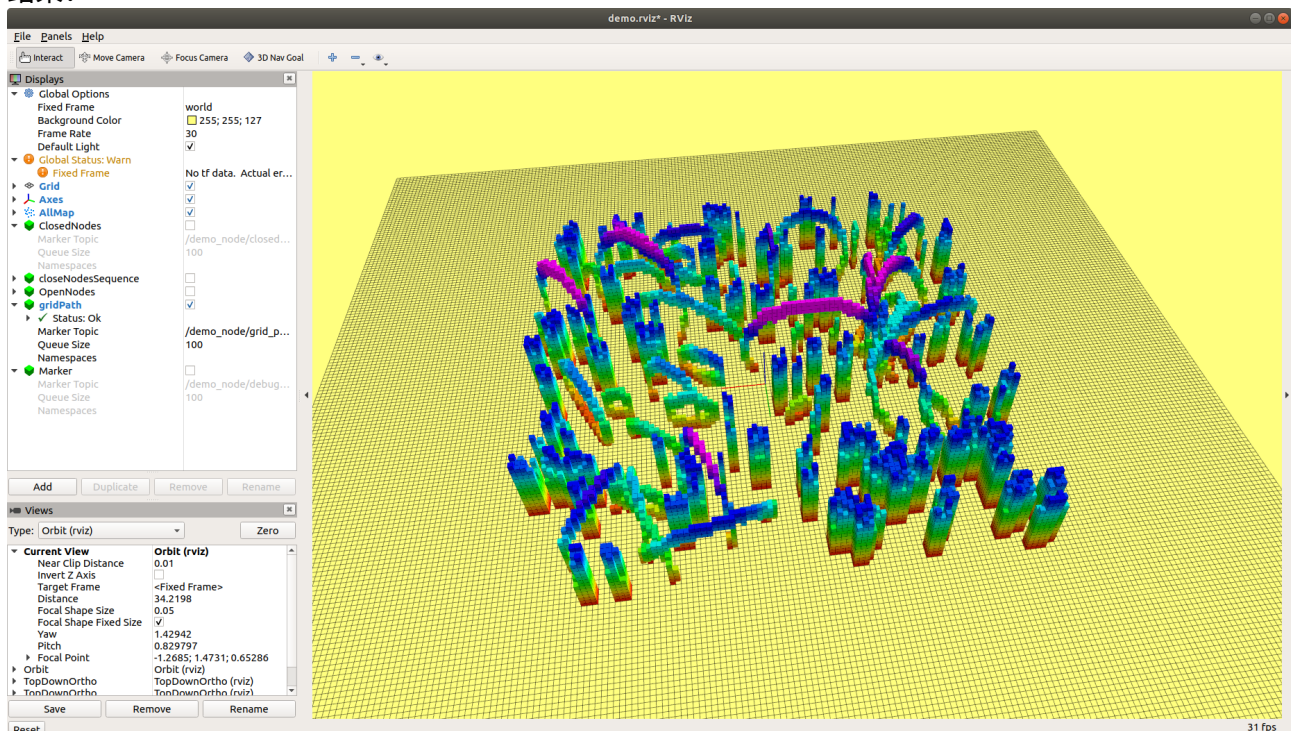 结果:
demo.rviz* - RViz
File Panels Help
Interact Move Camera Focus Camera 3D Nav Goal
Displays
Global Options
Fixed Frame world
Background Color 255; 255; 127
Frame Rate 30
Default Light
Global Status: Warn
Fixed Frame No tf data. Actual er...
Grid
Axes
AllMap
ClosedNodes
Marker Topic /demo_node/closed...
Queue Size 100
Namespaces
closeNodesSequence
OpenNodes
gridPath
Status: Ok
Marker Topic /demo_node/grid_p...
Queue Size 100
Namespaces
Marker
Marker Topic /demo_node/debug...
Queue Size 100
Namespaces
Add Duplicate Remove Rename
Views
Type: Orbit (rviz) Zero
Current View Orbit (rviz)
Near Clip Distance 0.01
Invert Z Axis
Target Frame <Fixed Frame>
Distance 34.2198
Focal Shape Size 0.05
Focal Shape Fixed Size
Yaw 1.42942
Pitch 0.829797
Focal Point -1.2685; 1.4731; 0.65286
Orbit Orbit (rviz)
TopDownOrtho TopDownOrtho (rviz)
TopDownOrtho TopDownOrtho (rviz)
Save Remove Rename
Reset 31 fps